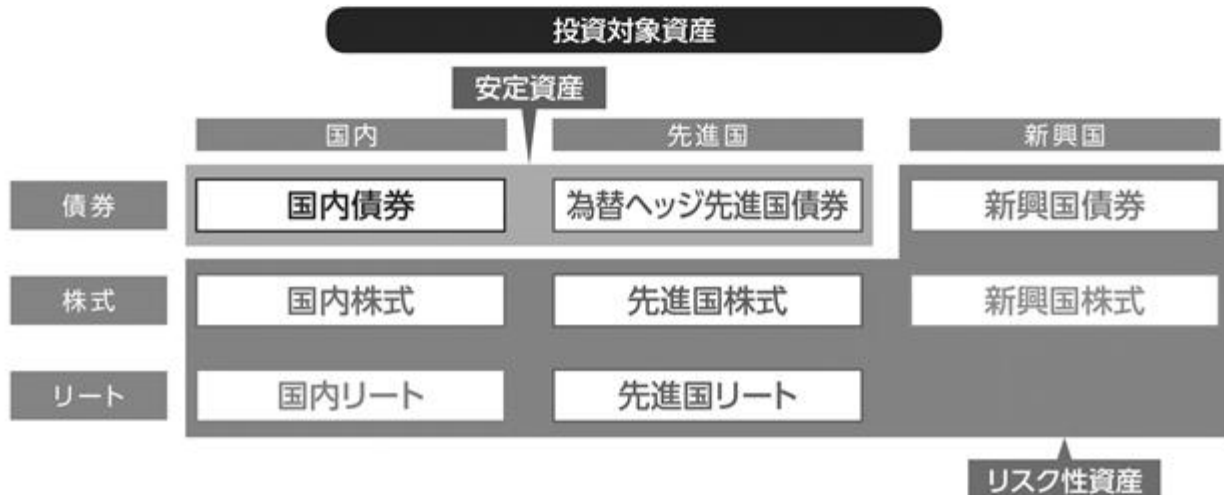 投資対象資産
安定資産
国内 先進国 新興国
債券 国内債券 為替ヘッジ先進国債券 新興国債券
株式 国内株式 先進国株式 新興国株式
リート 国内リート 先進国リート
リスク性資産